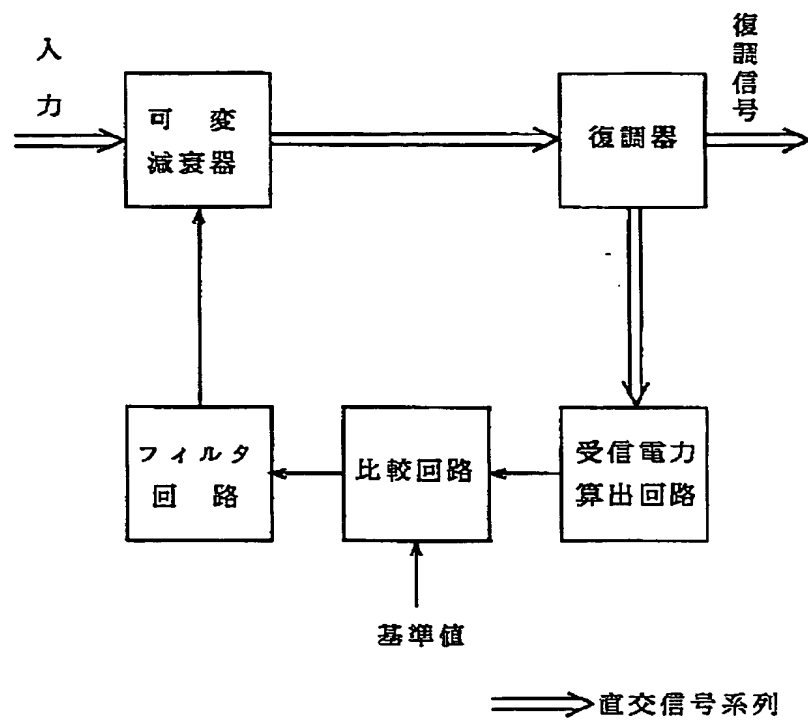 入力
可変
減衰器
復調器
復調信号
フィルタ
回路
比較回路
受信電力
算出回路
基準値
直交信号系列